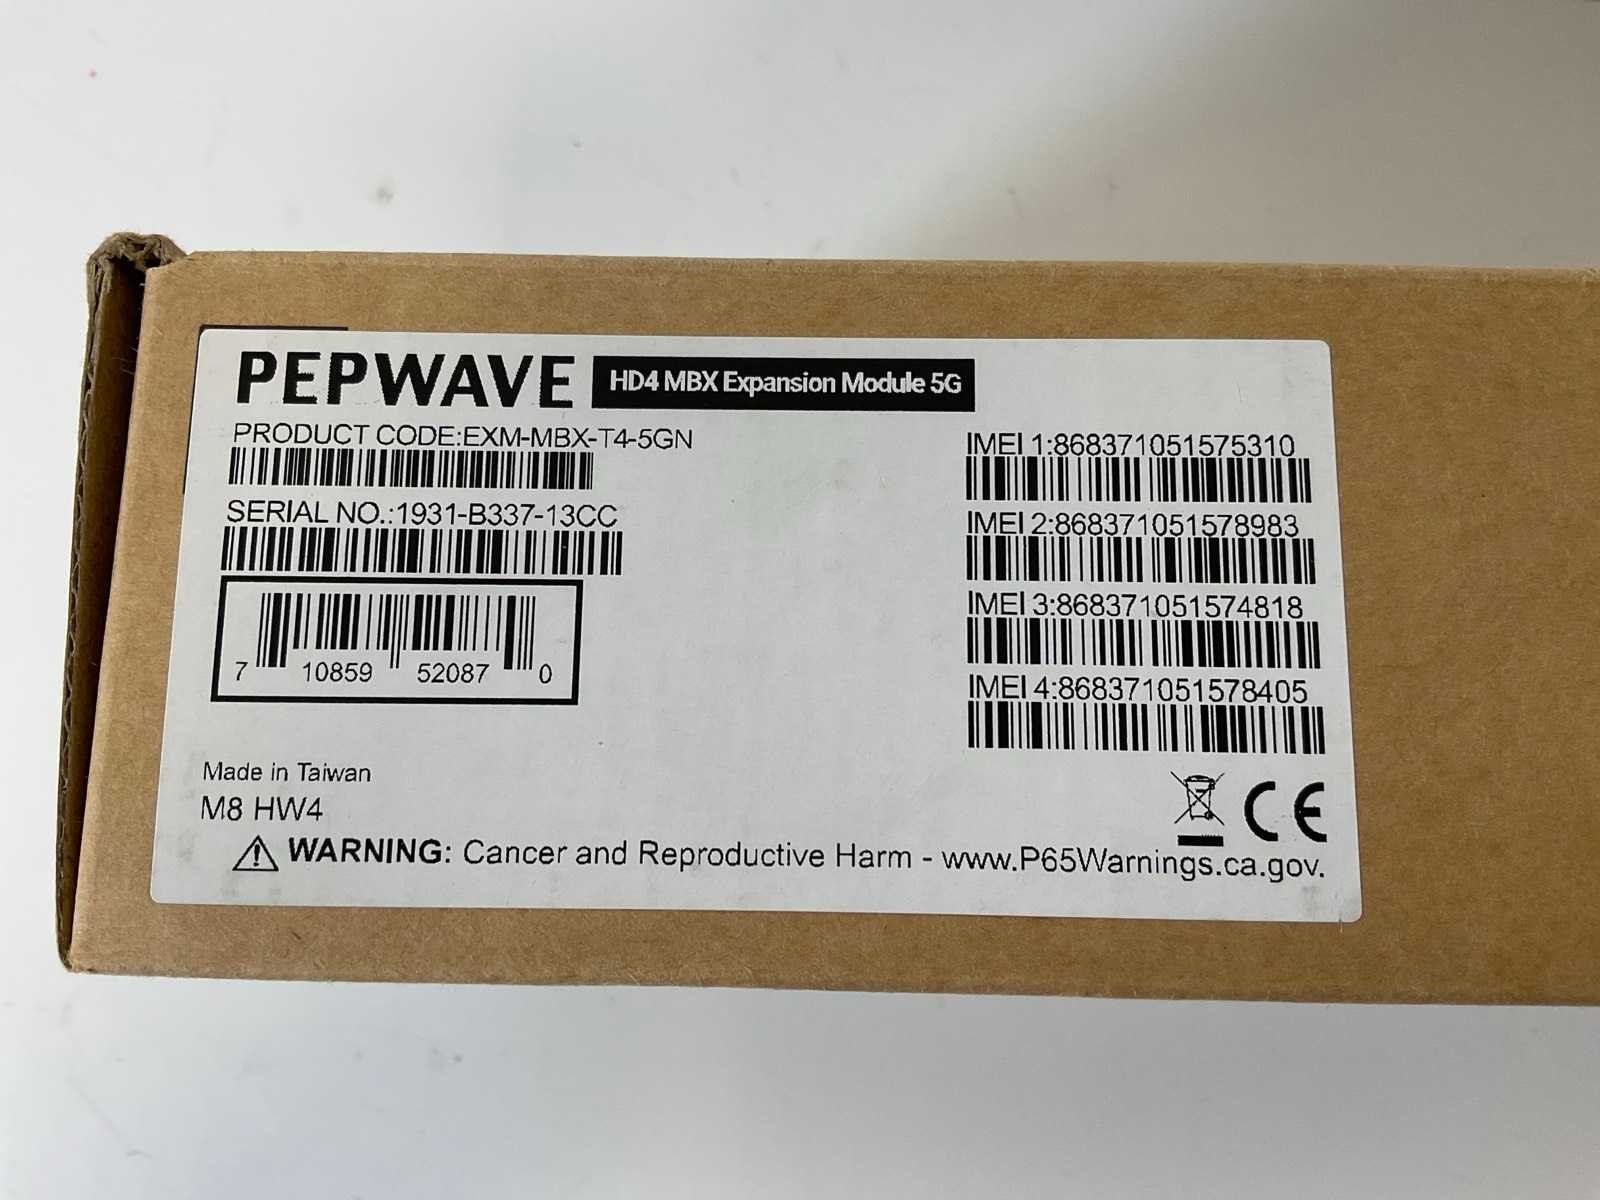 PEPWAVE HD4 MBX Expansion Module 5G
PRODUCT CODE:EXM-MBX-T4-5GN
SERIAL NO.:1931-B337-13CC
7 10859 52087 0
IMEI 1:868371051575310
IMEI 2:868371051578983
IMEI 3:868371051574818
IMEI 4:868371051578405
Made in Taiwan
M8 HW4
CE
WARNING: Cancer and Reproductive Harm - www.P65Warnings.ca.gov.